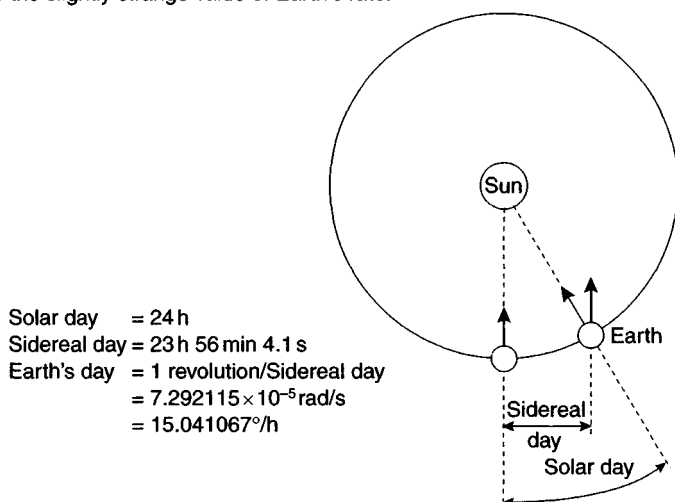 Sun
Earth
Solar day = 24 h
Sidereal day = 23 h 56 min 4.1 s
Earth's day = 1 revolution/Sidereal day
= 7.292115 × 10⁻⁵ rad/s
= 15.041067°/h
Sidereal
day
Solar day